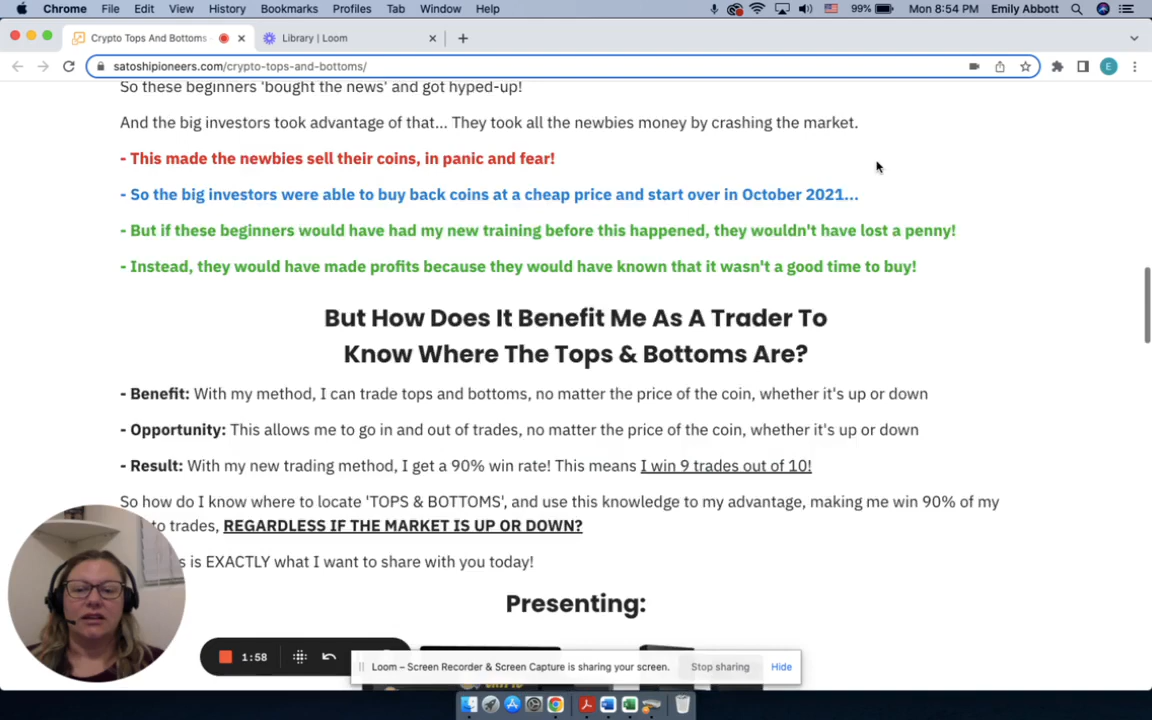 Chrome File Edit View History Bookmarks Profiles Tab Window Help 99% Mon 8:54 PM Emily Abbott
Crypto Tops And Bottoms Library | Loom
satoshipioneers.com/crypto-tops-and-bottoms/ E
So these beginners 'bought the news' and got hyped-up!
And the big investors took advantage of that... They took all the newbies money by crashing the market.
- This made the newbies sell their coins, in panic and fear!
- So the big investors were able to buy back coins at a cheap price and start over in October 2021...
- But if these beginners would have had my new training before this happened, they wouldn't have lost a penny!
- Instead, they would have made profits because they would have known that it wasn't a good time to buy!
But How Does It Benefit Me As A Trader To
Know Where The Tops & Bottoms Are?
- Benefit: With my method, I can trade tops and bottoms, no matter the price of the coin, whether it's up or down
- Opportunity: This allows me to go in and out of trades, no matter the price of the coin, whether it's up or down
- Result: With my new trading method, I get a 90% win rate! This means I win 9 trades out of 10!
So how do I know where to locate 'TOPS & BOTTOMS', and use this knowledge to my advantage, making me win 90% of my
trades, REGARDLESS IF THE MARKET IS UP OR DOWN?
is EXACTLY what I want to share with you today!
Presenting:
1:58
Loom – Screen Recorder & Screen Capture is sharing your screen. Stop sharing Hide